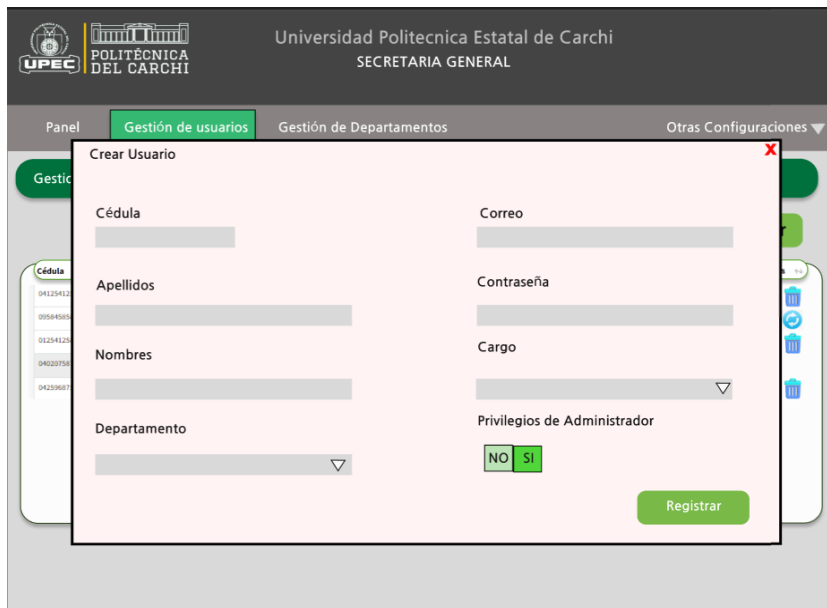 Universidad Politecnica Estatal de Carchi
SECRETARIA GENERAL
UPEC
POLITÉCNICA
DEL CARCHI
Panel
Gestión de usuarios
Gestión de Departamentos
Otras Configuraciones
Crear Usuario
X
Cédula
Correo
Apellidos
Contraseña
Nombres
Cargo
Departamento
Privilegios de Administrador
NO SI
Registrar
Cédula